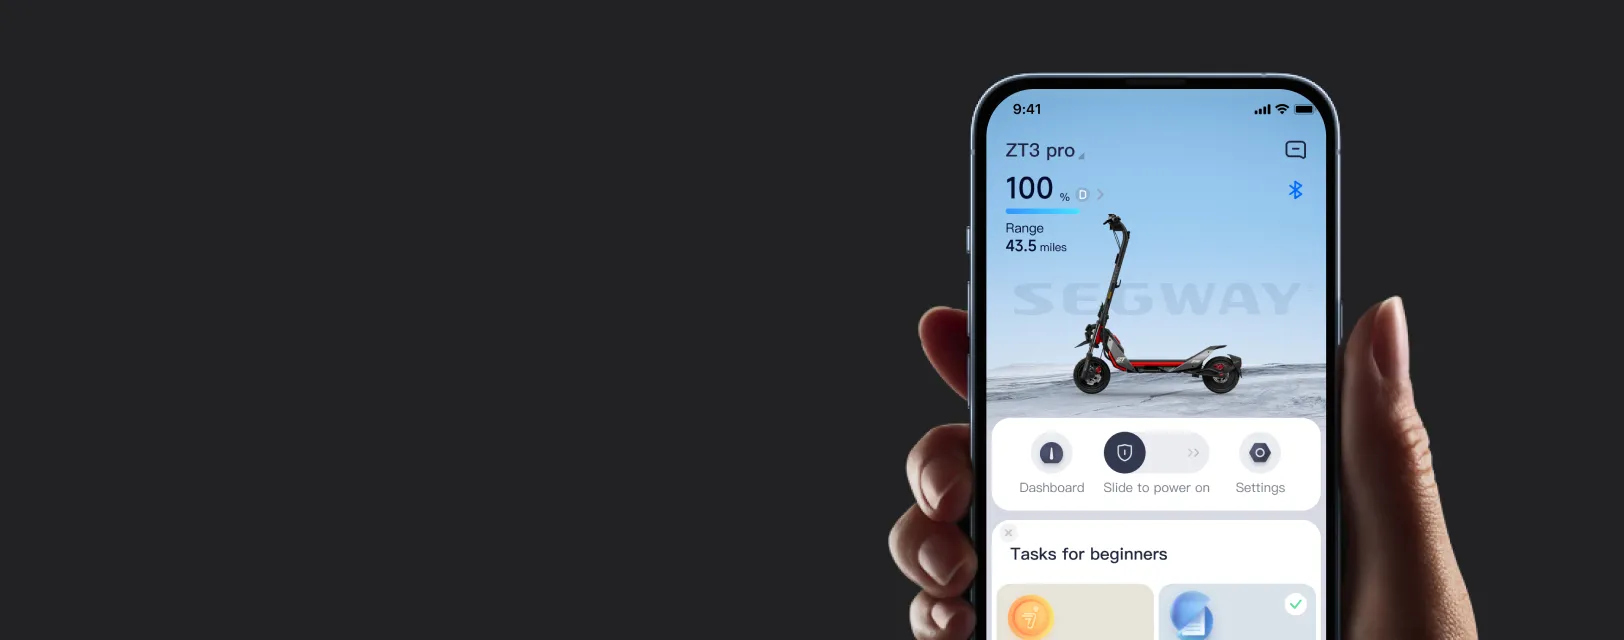 9:41
ZT3 pro
100 % D
Range
43.5 miles
SEGWAY
Dashboard
Slide to power on
Settings
Tasks for beginners